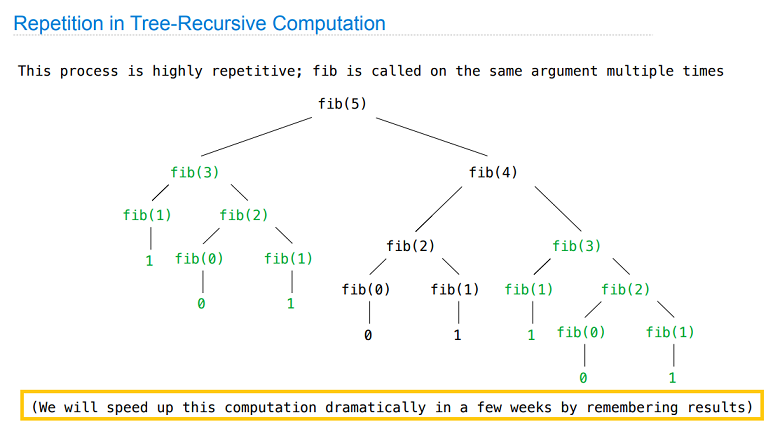 Repetition in Tree-Recursive Computation
This process is highly repetitive; fib is called on the same argument multiple times
fib(5)
fib(3) fib(4)
fib(1) fib(2)
fib(2) fib(3)
1 fib(0) fib(1)
fib(0) fib(1) fib(1) fib(2)
0 1
0 1 1 fib(0) fib(1)
0 1
(We will speed up this computation dramatically in a few weeks by remembering results)